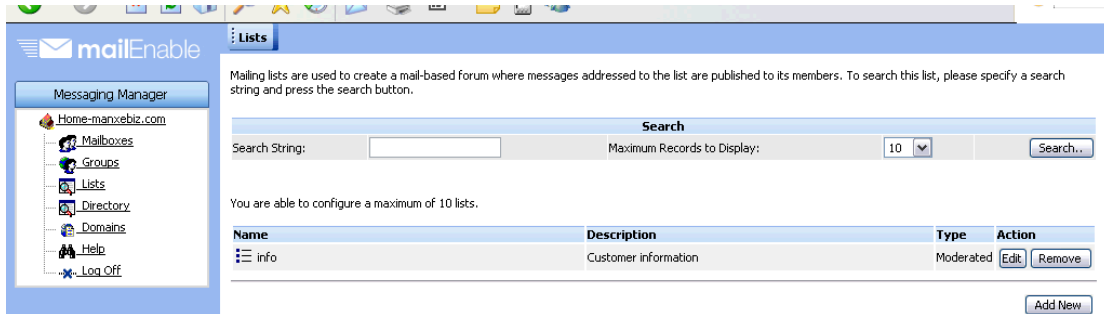 mailEnable
Lists
Messaging Manager
Home-manxebiz.com
Mailboxes
Groups
Lists
Directory
Domains
Help
Log Off
Mailing lists are used to create a mail-based forum where messages addressed to the list are published to its members. To search this list, please specify a search
string and press the search button.
Search
Search String: Maximum Records to Display: 10 Search..
You are able to configure a maximum of 10 lists.
Name Description Type Action
info Customer information Moderated Edit Remove
Add New